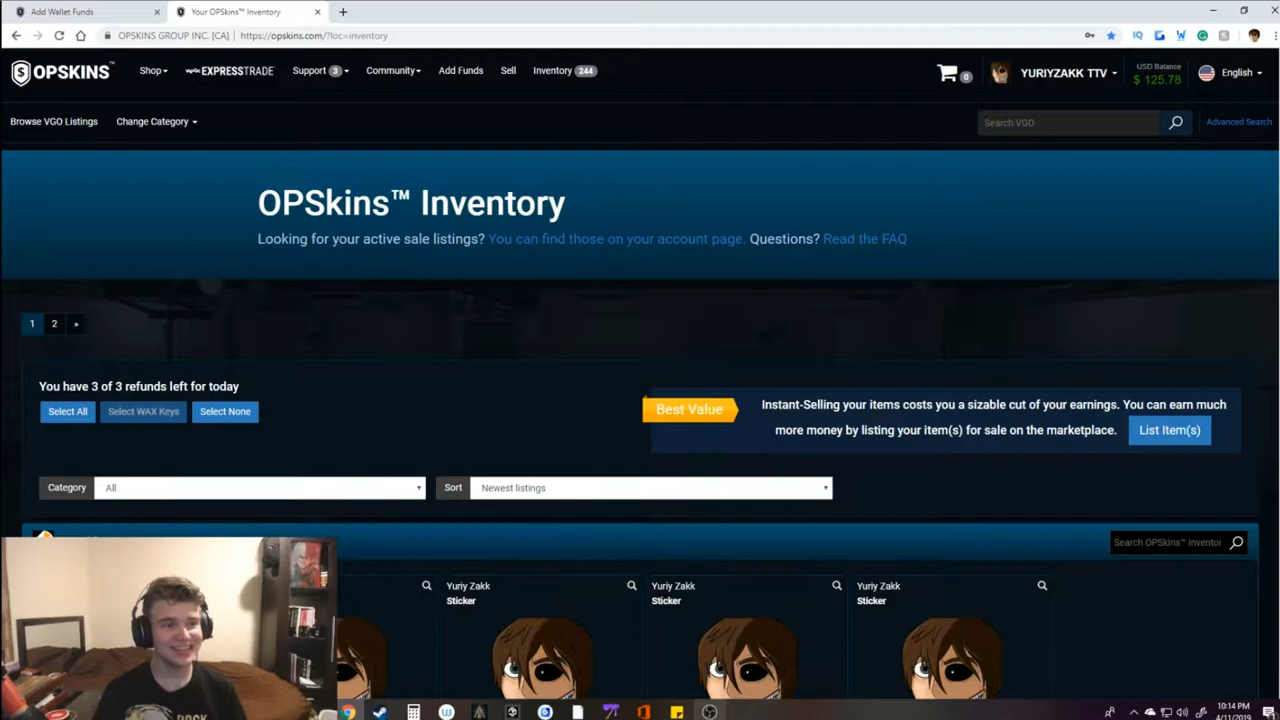 Add Wallet Funds
Your OPSkins™ Inventory
OPSKINS GROUP INC. [CA] | https://opskins.com/?loc=inventory
OPSKINS™
Shop
EXPRESSTRADE
Support 3
Community
Add Funds
Sell
Inventory 244
0
YURIYZAKK TTV
USD Balance
$ 125.78
English
Browse VGO Listings
Change Category
Search VGO
Advanced Search
OPSkins™ Inventory
Looking for your active sale listings? You can find those on your account page. Questions? Read the FAQ
1 2 »
You have 3 of 3 refunds left for today
Select All
Select WAX Keys
Select None
Best Value
Instant-Selling your items costs you a sizable cut of your earnings. You can earn much
more money by listing your item(s) for sale on the marketplace.
List Item(s)
Category
All
Sort
Newest listings
Search OPSkins™ inventor
Yuriy Zakk
Sticker
Yuriy Zakk
Sticker
Yuriy Zakk
Sticker
10:14 PM
4/11/2019